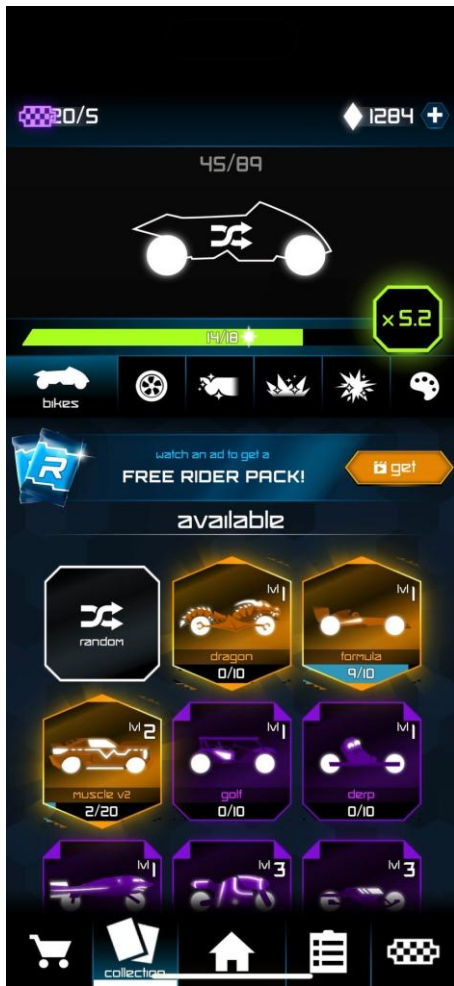 20/5
1284 +
45/89
14/18
x 5.2
bikes
R
watch an ad to get a
FREE RIDER PACK!
get
available
random
lvl 1
dragon
0/10
lvl 1
formula
9/10
lvl 2
muscle v2
2/20
lvl 1
golf
0/10
lvl 1
derp
0/10
lvl 1
lvl 3
lvl 3
collection